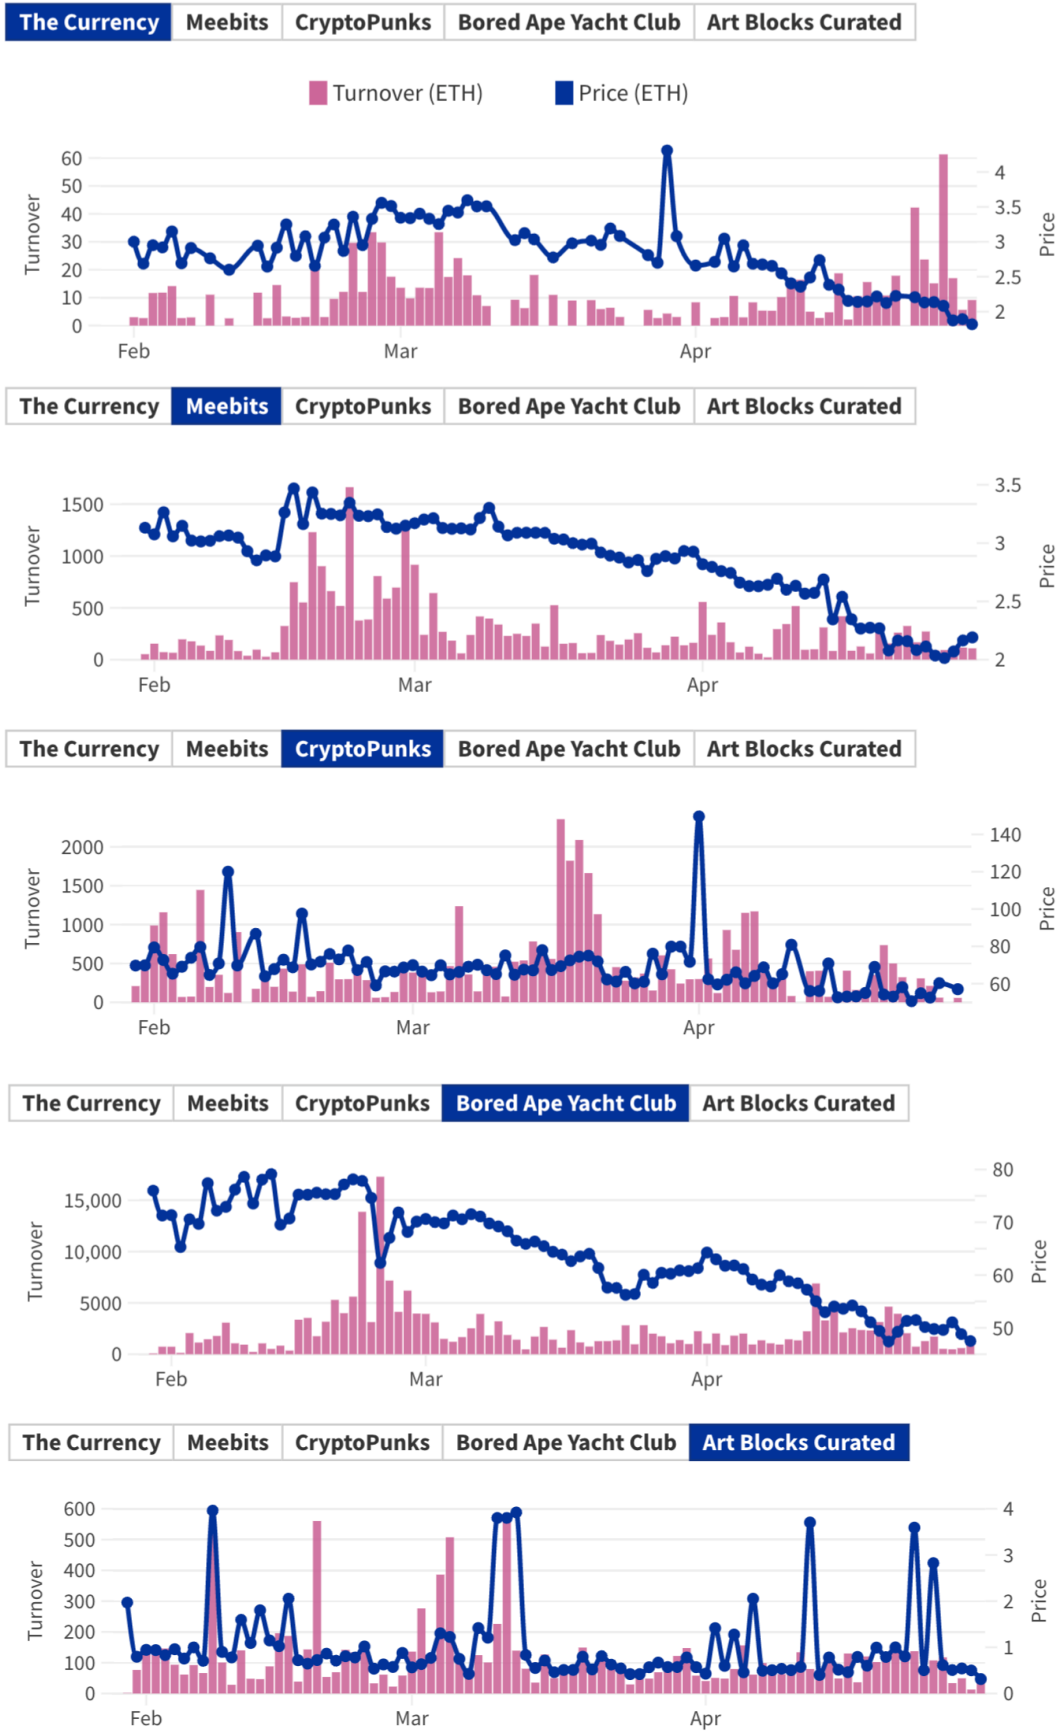 The Currency Meebits CryptoPunks Bored Ape Yacht Club Art Blocks Curated
Turnover (ETH) Price (ETH)
Turnover
60
50
40
30
20
10
0
4
3.5
3
2.5
2
Price
Feb Mar Apr
The Currency Meebits CryptoPunks Bored Ape Yacht Club Art Blocks Curated
Turnover
1500
1000
500
0
3.5
3
2.5
2
Price
Feb Mar Apr
The Currency Meebits CryptoPunks Bored Ape Yacht Club Art Blocks Curated
Turnover
2000
1500
1000
500
0
140
120
100
80
60
Price
Feb Mar Apr
The Currency Meebits CryptoPunks Bored Ape Yacht Club Art Blocks Curated
Turnover
15,000
10,000
5000
0
80
70
60
50
Price
Feb Mar Apr
The Currency Meebits CryptoPunks Bored Ape Yacht Club Art Blocks Curated
Turnover
600
500
400
300
200
100
0
4
3
2
1
0
Price
Feb Mar Apr